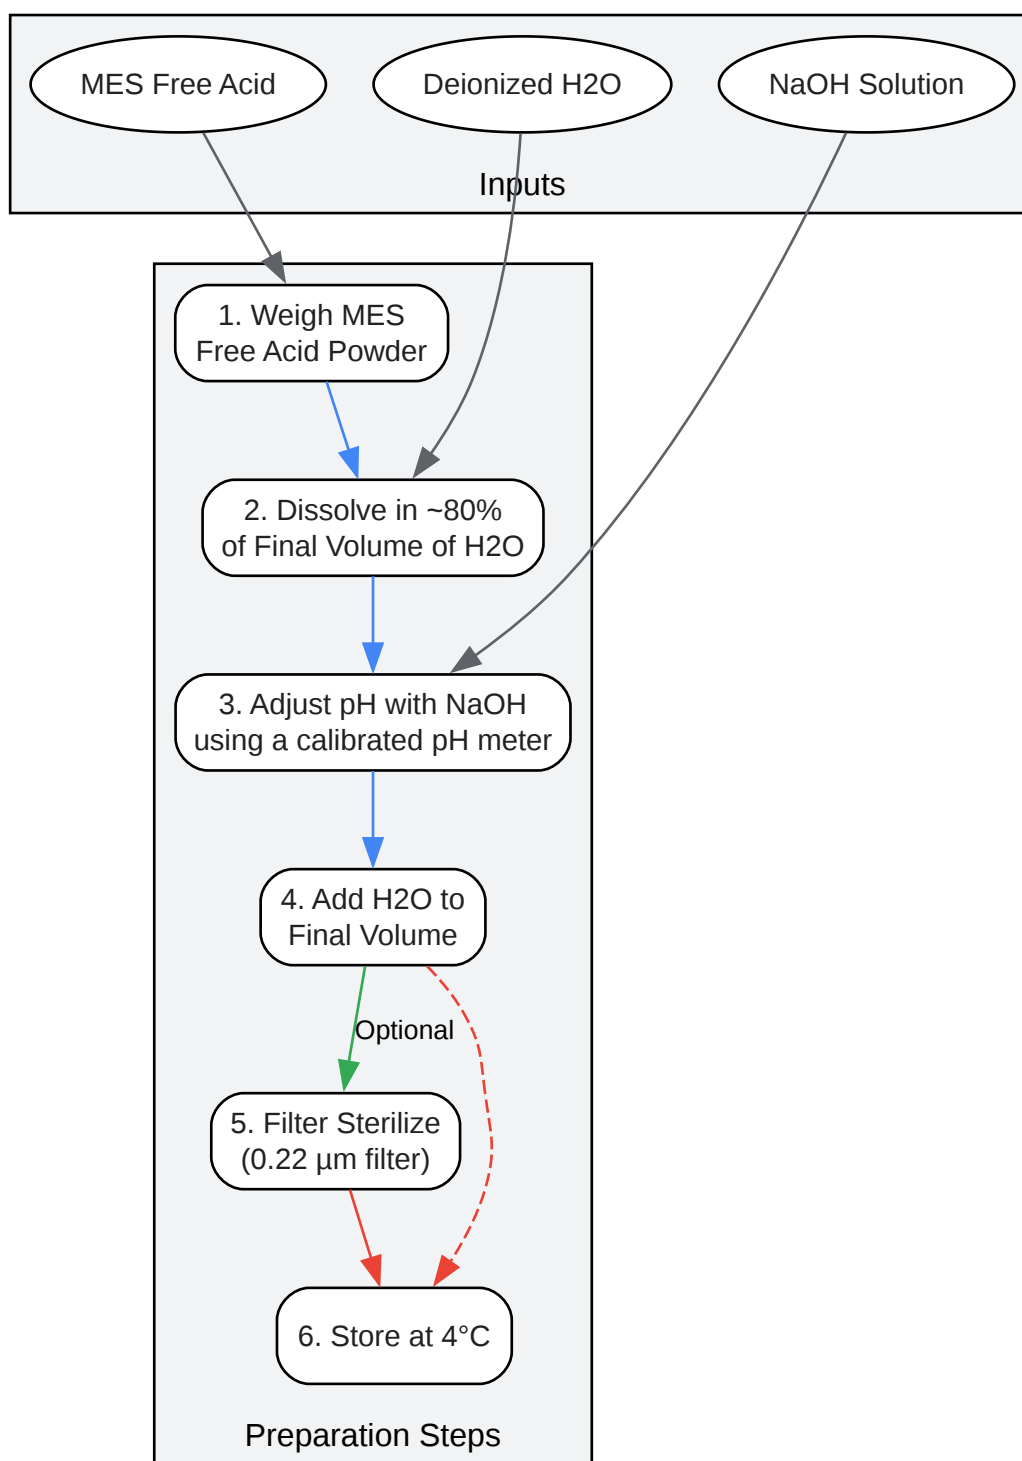 MES Free Acid
Deionized H2O
NaOH Solution
Inputs
1. Weigh MES
Free Acid Powder
2. Dissolve in ~80%
of Final Volume of H2O
3. Adjust pH with NaOH
using a calibrated pH meter
4. Add H2O to
Final Volume
Optional
5. Filter Sterilize
(0.22 µm filter)
6. Store at 4°C
Preparation Steps